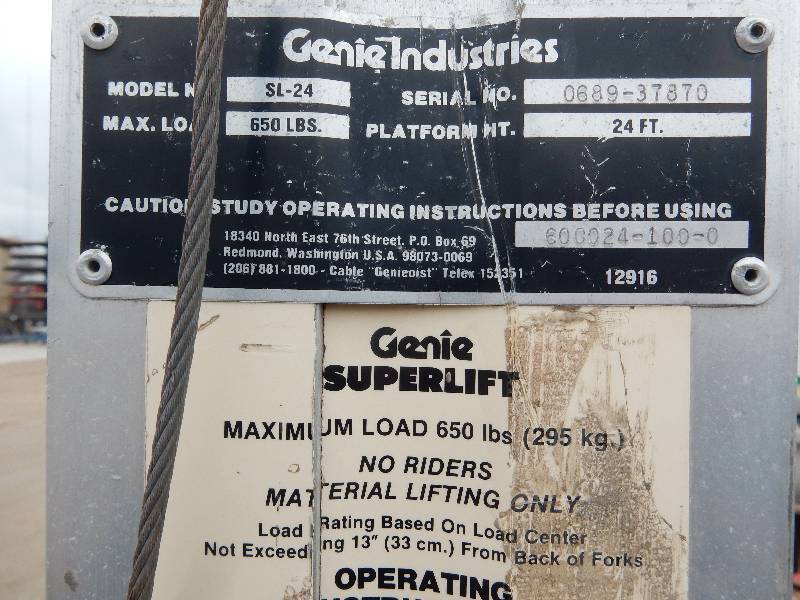 Genie Industries
MODEL N SL-24 SERIAL NO. 0689-37870
MAX. LOA 650 LBS. PLATFORM HT. 24 FT.
CAUTION STUDY OPERATING INSTRUCTIONS BEFORE USING
18340 North East 76th Street, P.O. Box 69 600024-100-0
Redmond, Washington U.S.A. 98073-0069
(206) 881-1800 - Cable "Genieoist" Telex 152351 12916
Genie
SUPERLIFT
MAXIMUM LOAD 650 lbs (295 kg.)
NO RIDERS
MATERIAL LIFTING ONLY
Load Rating Based On Load Center
Not Exceeding 13" (33 cm.) From Back of Forks
OPERATING